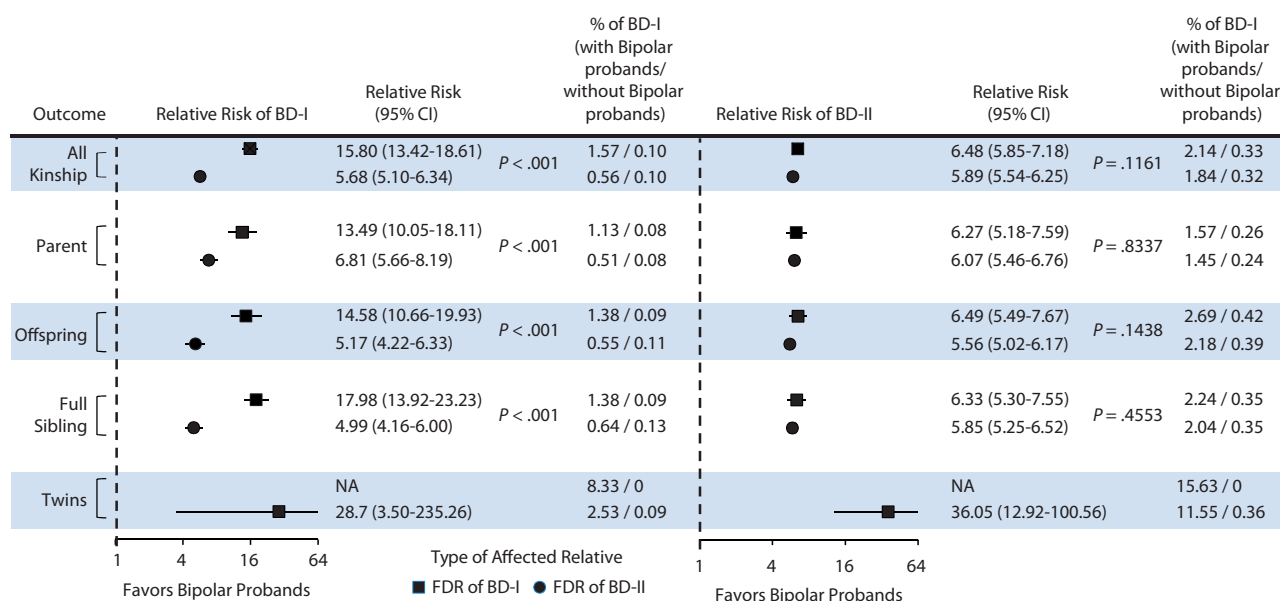 Outcome
Relative Risk of BD-I
Relative Risk
(95% CI)
% of BD-I
(with Bipolar
probands/
without Bipolar
probands)
Relative Risk of BD-II
Relative Risk
(95% CI)
% of BD-I
(with Bipolar
probands/
without Bipolar
probands)
All
Kinship
15.80 (13.42-18.61)
5.68 (5.10-6.34)
P < .001
1.57 / 0.10
0.56 / 0.10
6.48 (5.85-7.18)
5.89 (5.54-6.25)
P = .1161
2.14 / 0.33
1.84 / 0.32
Parent
13.49 (10.05-18.11)
6.81 (5.66-8.19)
P < .001
1.13 / 0.08
0.51 / 0.08
6.27 (5.18-7.59)
6.07 (5.46-6.76)
P = .8337
1.57 / 0.26
1.45 / 0.24
Offspring
14.58 (10.66-19.93)
5.17 (4.22-6.33)
P < .001
1.38 / 0.09
0.55 / 0.11
6.49 (5.49-7.67)
5.56 (5.02-6.17)
P = .1438
2.69 / 0.42
2.18 / 0.39
Full
Sibling
17.98 (13.92-23.23)
4.99 (4.16-6.00)
P < .001
1.38 / 0.09
0.64 / 0.13
6.33 (5.30-7.55)
5.85 (5.25-6.52)
P = .4553
2.24 / 0.35
2.04 / 0.35
Twins
NA
28.7 (3.50-235.26)
8.33 / 0
2.53 / 0.09
NA
36.05 (12.92-100.56)
15.63 / 0
11.55 / 0.36
1 4 16 64
Favors Bipolar Probands
Type of Affected Relative
FDR of BD-I FDR of BD-II
1 4 16 64
Favors Bipolar Probands